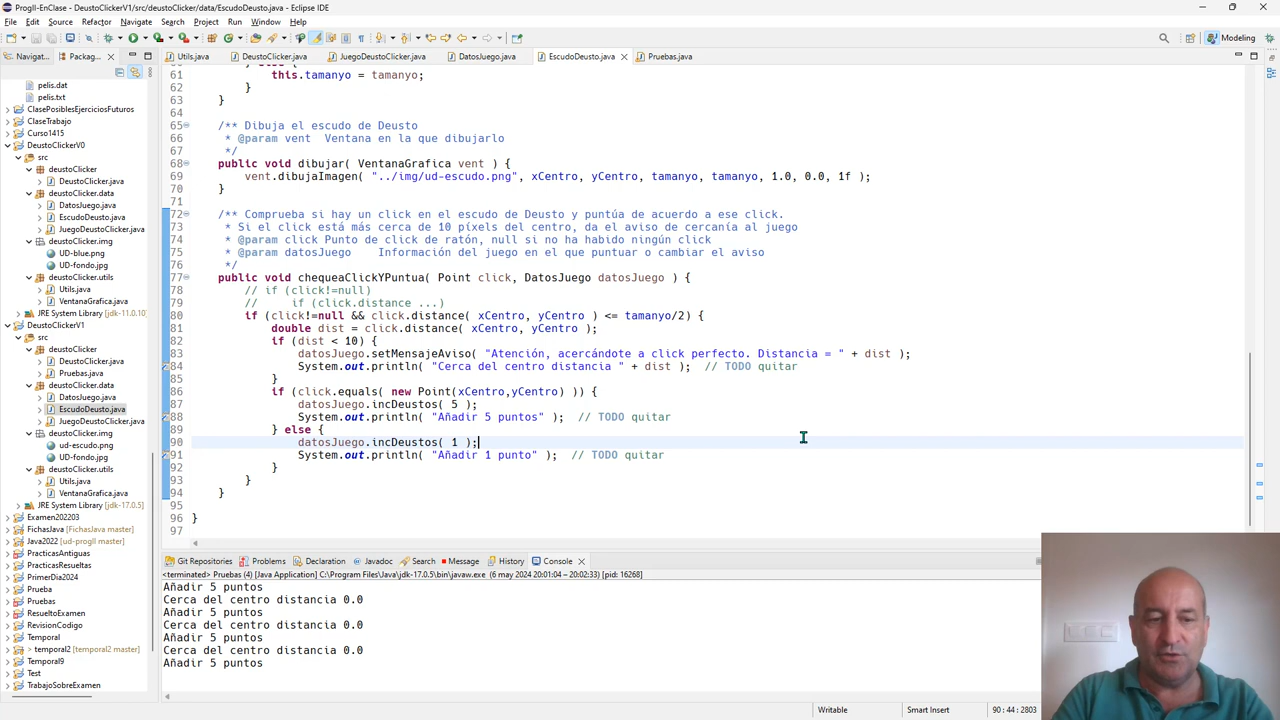 ProgII-EnClase - DeustoClickerV1/src/deustoClicker/data/EscudoDeusto.java - Eclipse IDE
File Edit Source Refactor Navigate Search Project Run Window Help
Modeling
Navigat... Packag...
Utils.java DeustoClicker.java JuegoDeustoClicker.java DatosJuego.java EscudoDeusto.java Pruebas.java
pelis.dat
pelis.txt
ClasePosiblesEjerciciosFuturos
ClaseTrabajo
Curso1415
DeustoClickerV0
src
deustoClicker
DeustoClicker.java
deustoClicker.data
DatosJuego.java
EscudoDeusto.java
JuegoDeustoClicker.java
deustoClicker.img
UD-blue.png
UD-fondo.jpg
deustoClicker.utils
Utils.java
VentanaGrafica.java
JRE System Library [jdk-11.0.10]
DeustoClickerV1
src
deustoClicker
DeustoClicker.java
Pruebas.java
deustoClicker.data
DatosJuego.java
EscudoDeusto.java
JuegoDeustoClicker.java
deustoClicker.img
ud-escudo.png
UD-fondo.jpg
deustoClicker.utils
Utils.java
VentanaGrafica.java
JRE System Library [jdk-17.0.5]
Examen202203
FichasJava [FichasJava master]
Java2022 [ud-progII master]
PracticasAntiguas
PracticasResueltas
PrimerDia2024
Prueba
Pruebas
ResueltoExamen
RevisionCodigo
Temporal
> temporal2 [temporal2 master]
Temporal9
Test
TrabajoSobreExamen
61 this.tamanyo = tamanyo;
62 }
63 }
64
65 /** Dibuja el escudo de Deusto
66 * @param vent Ventana en la que dibujarlo
67 */
68 public void dibujar( VentanaGrafica vent ) {
69 vent.dibujaImagen( "../img/ud-escudo.png", xCentro, yCentro, tamanyo, tamanyo, 1.0, 0.0, 1f );
70 }
71
72 /** Comprueba si hay un click en el escudo de Deusto y puntúa de acuerdo a ese click.
73 * Si el click está más cerca de 10 píxels del centro, da el aviso de cercanía al juego
74 * @param click Punto de click de ratón, null si no ha habido ningún click
75 * @param datosJuego Información del juego en el que puntuar o cambiar el aviso
76 */
77 public void chequeaClickYPuntua( Point click, DatosJuego datosJuego ) {
78 // if (click!=null)
79 // if (click.distance ...)
80 if (click!=null && click.distance( xCentro, yCentro ) <= tamanyo/2) {
81 double dist = click.distance( xCentro, yCentro );
82 if (dist < 10) {
83 datosJuego.setMensajeAviso( "Atención, acercándote a click perfecto. Distancia = " + dist );
84 System.out.println( "Cerca del centro distancia " + dist ); // TODO quitar
85 }
86 if (click.equals( new Point(xCentro,yCentro) )) {
87 datosJuego.incDeustos( 5 );
88 System.out.println( "Añadir 5 puntos" ); // TODO quitar
89 } else {
90 datosJuego.incDeustos( 1 );
91 System.out.println( "Añadir 1 punto" ); // TODO quitar
92 }
93 }
94 }
95
96 }
97
Git Repositories Problems Declaration Javadoc Search Message History Console
<terminated> Pruebas (4) [Java Application] C:\Program Files\Java\jdk-17.0.5\bin\javaw.exe (6 may 2024 20:01:04 – 20:02:33) [pid: 16268]
Añadir 5 puntos
Cerca del centro distancia 0.0
Añadir 5 puntos
Cerca del centro distancia 0.0
Añadir 5 puntos
Cerca del centro distancia 0.0
Añadir 5 puntos
Writable Smart Insert 90 : 44 : 2803